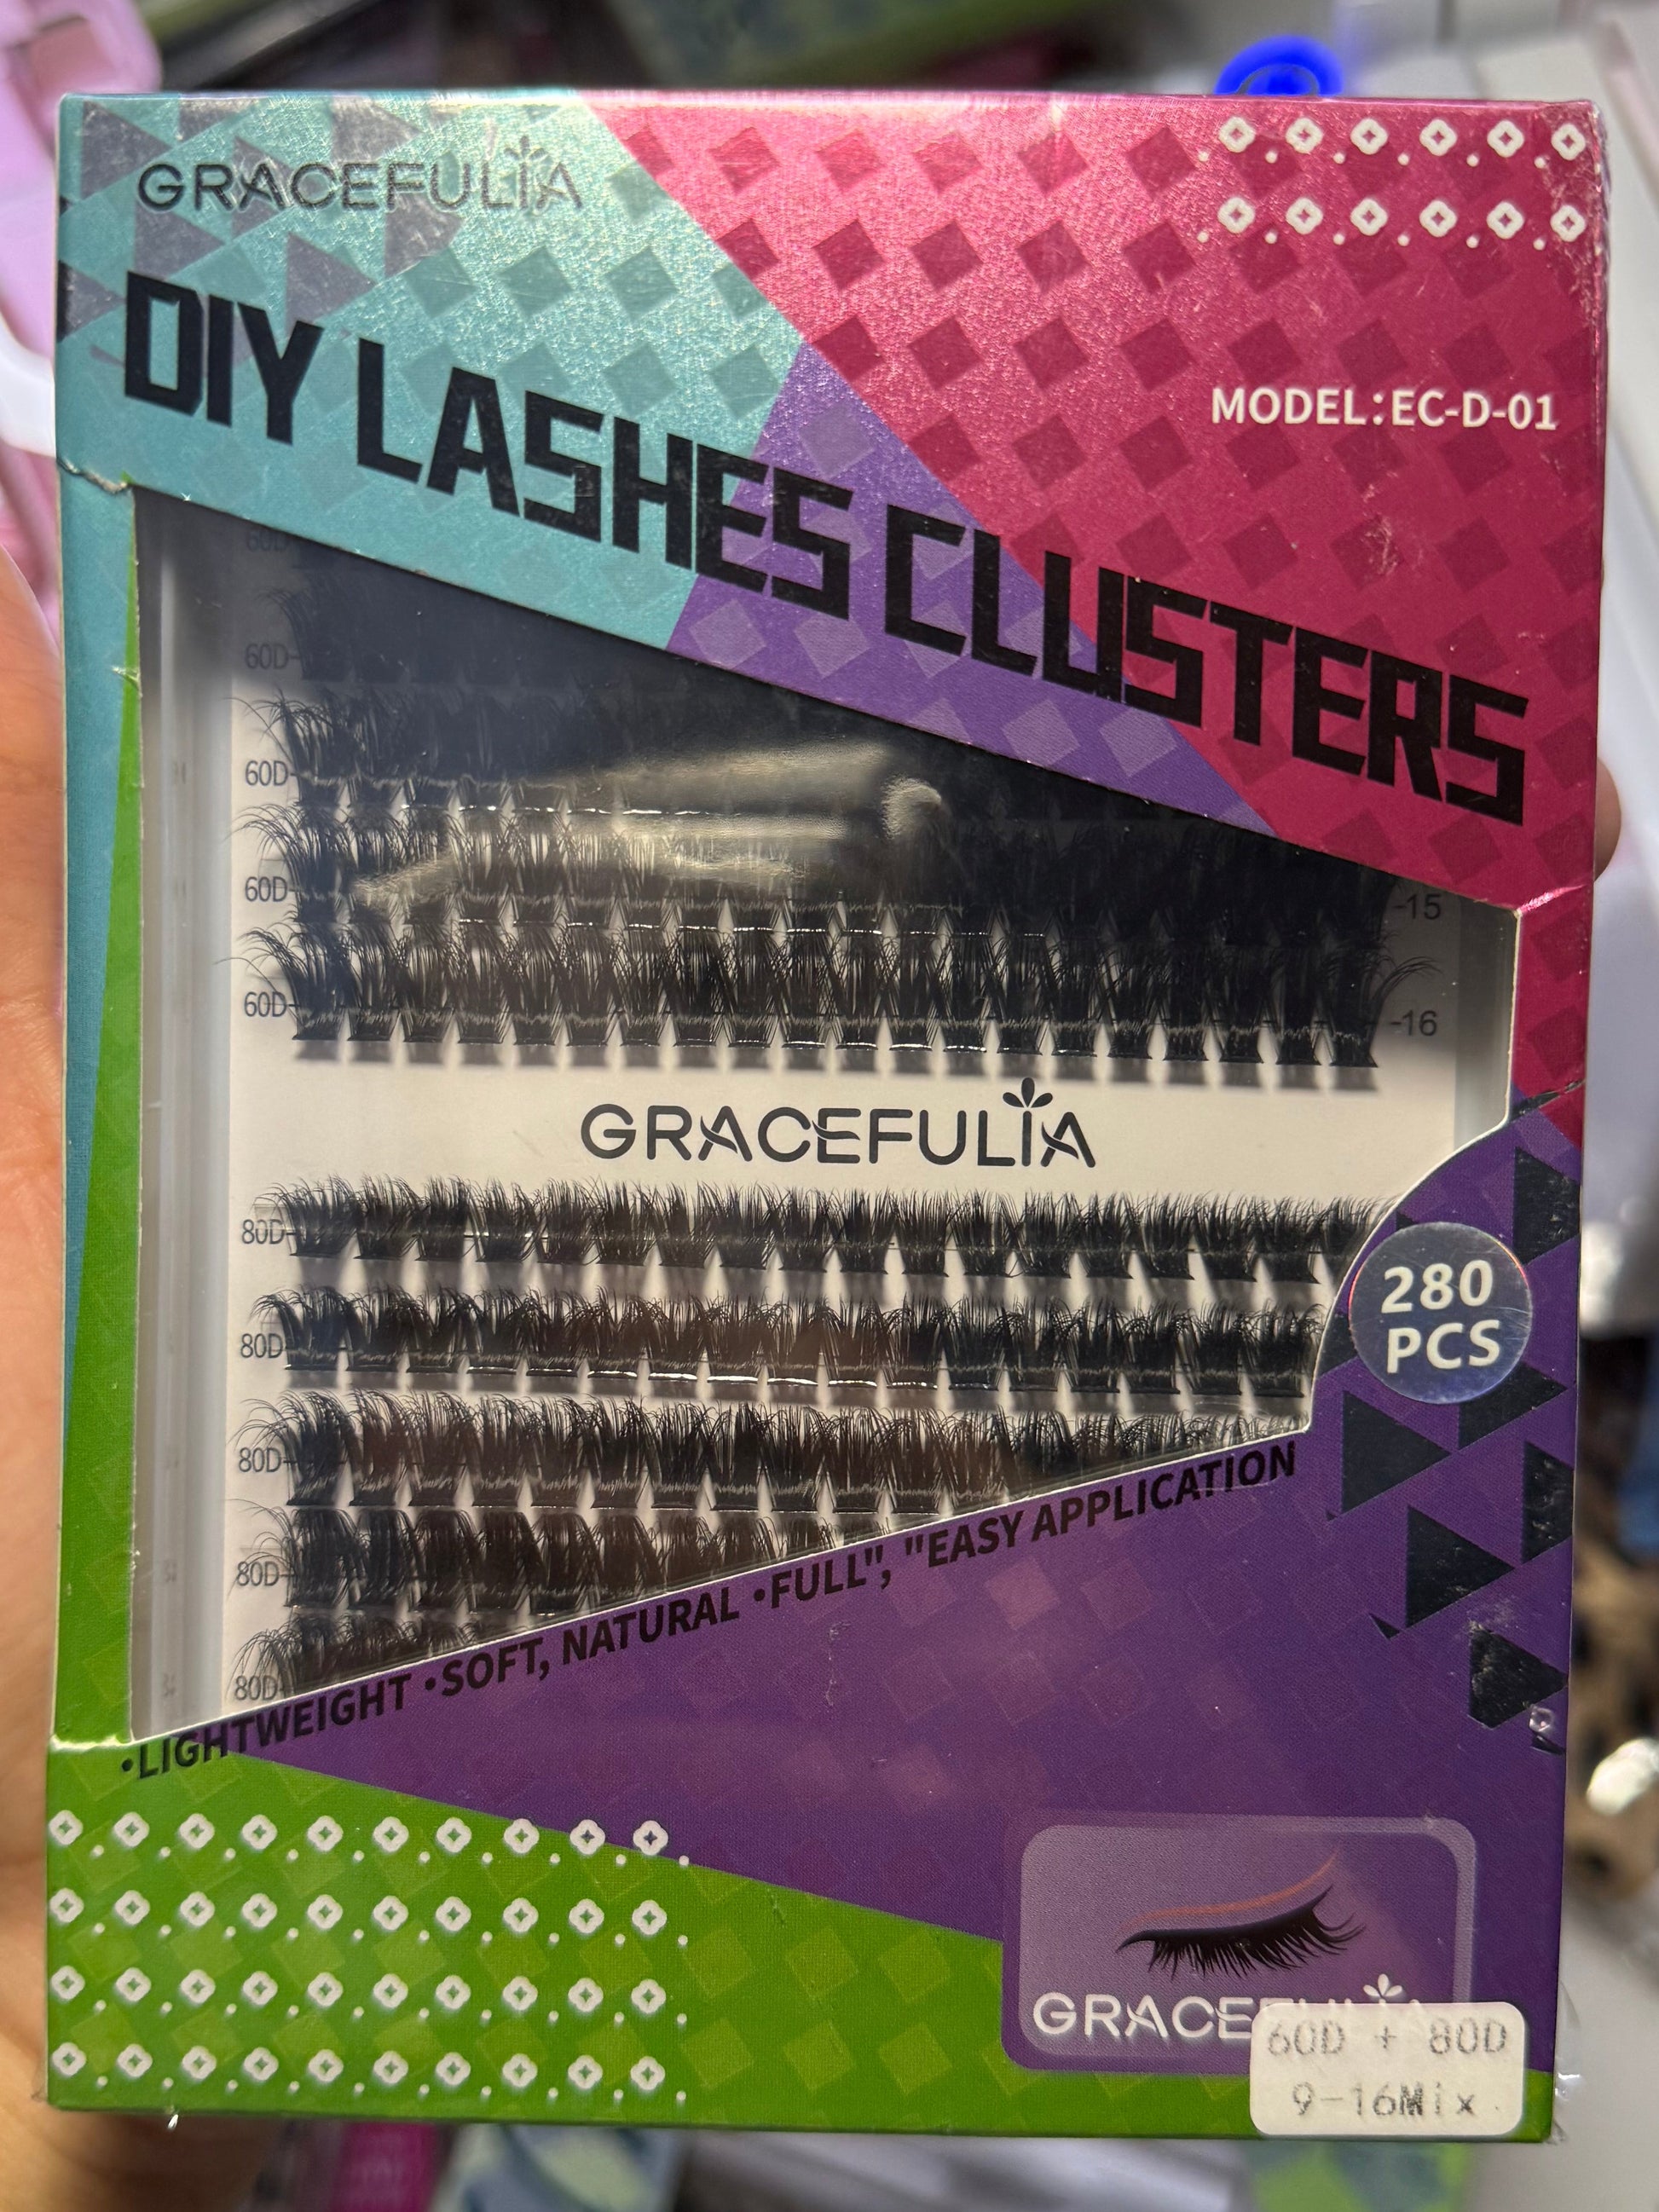 GRACEFULIA
DIY LASHES CLUSTERS
MODEL:EC-D-01
60D
60D
60D
60D
-15
60D
-16
GRACEFULIA
80D
80D
80D
80D
80D
280
PCS
•LIGHTWEIGHT •SOFT, NATURAL •FULL", "EASY APPLICATION
GRACEFULIA
60D + 80D
9-16Mix